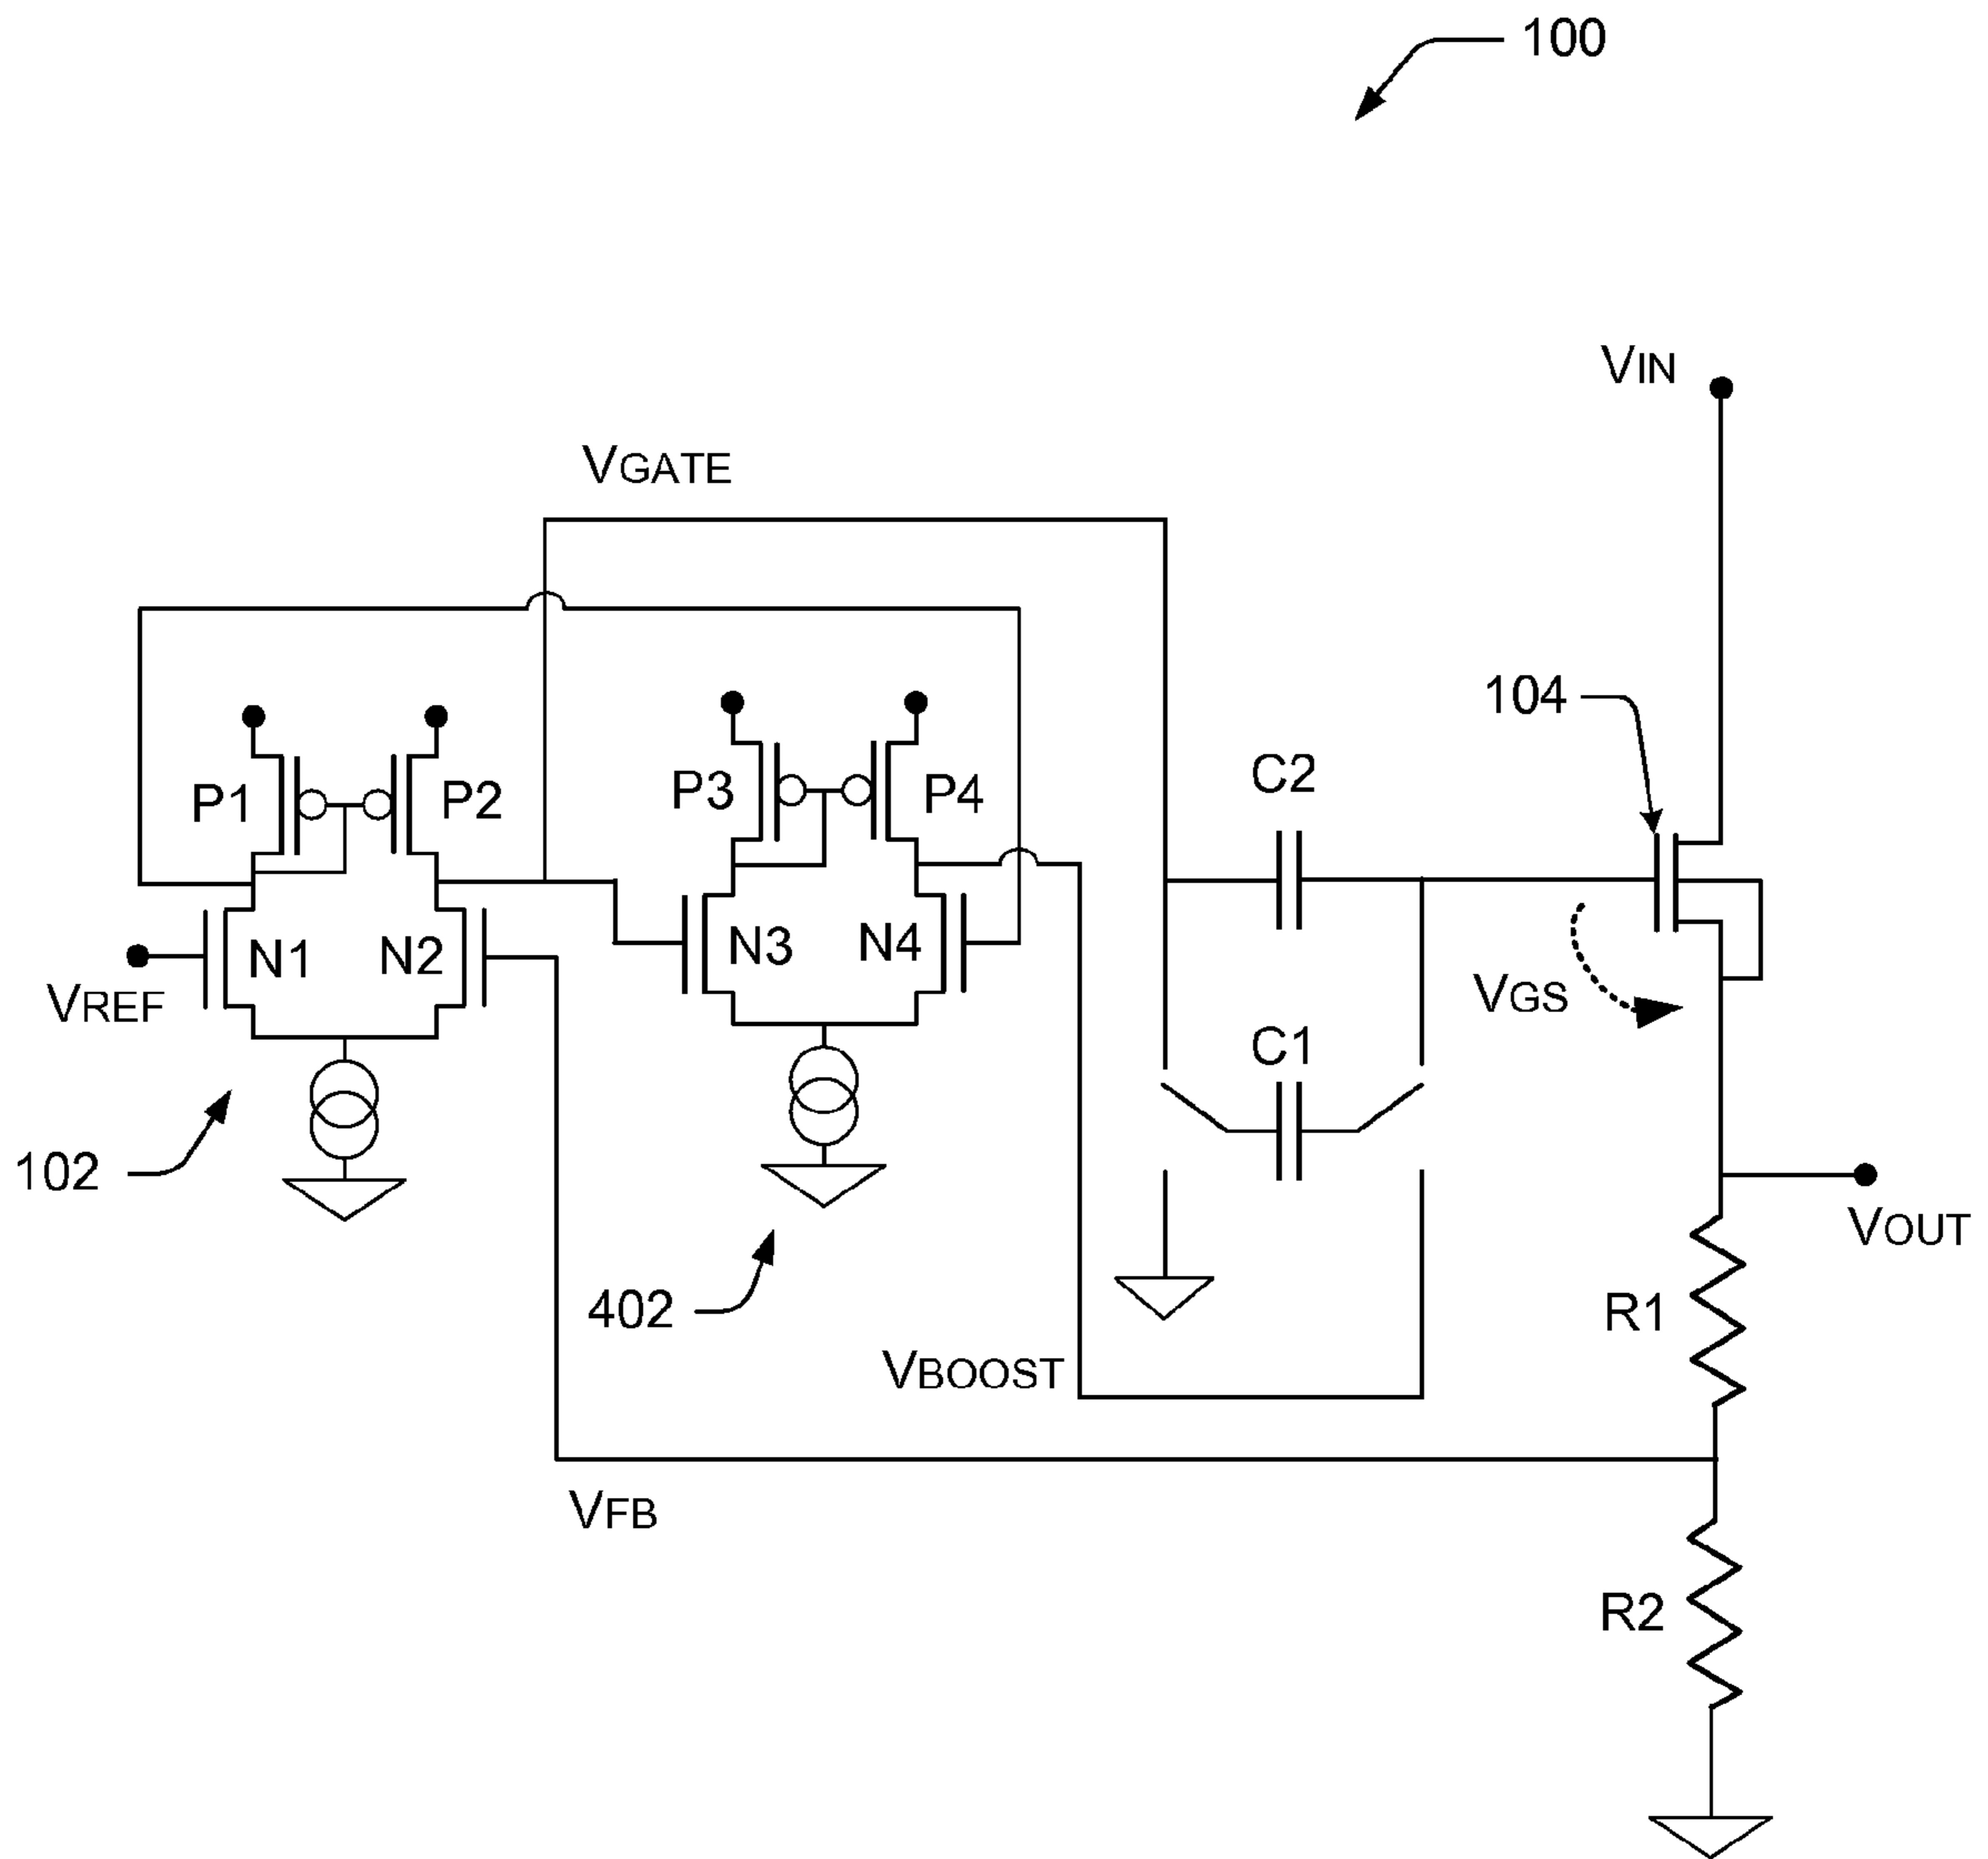 100
VIN
VGATE
104
P1
P2
P3
P4
C2
N1
N2
N3
N4
VREF
VGS
C1
102
402
VOUT
R1
VBOOST
VFB
R2